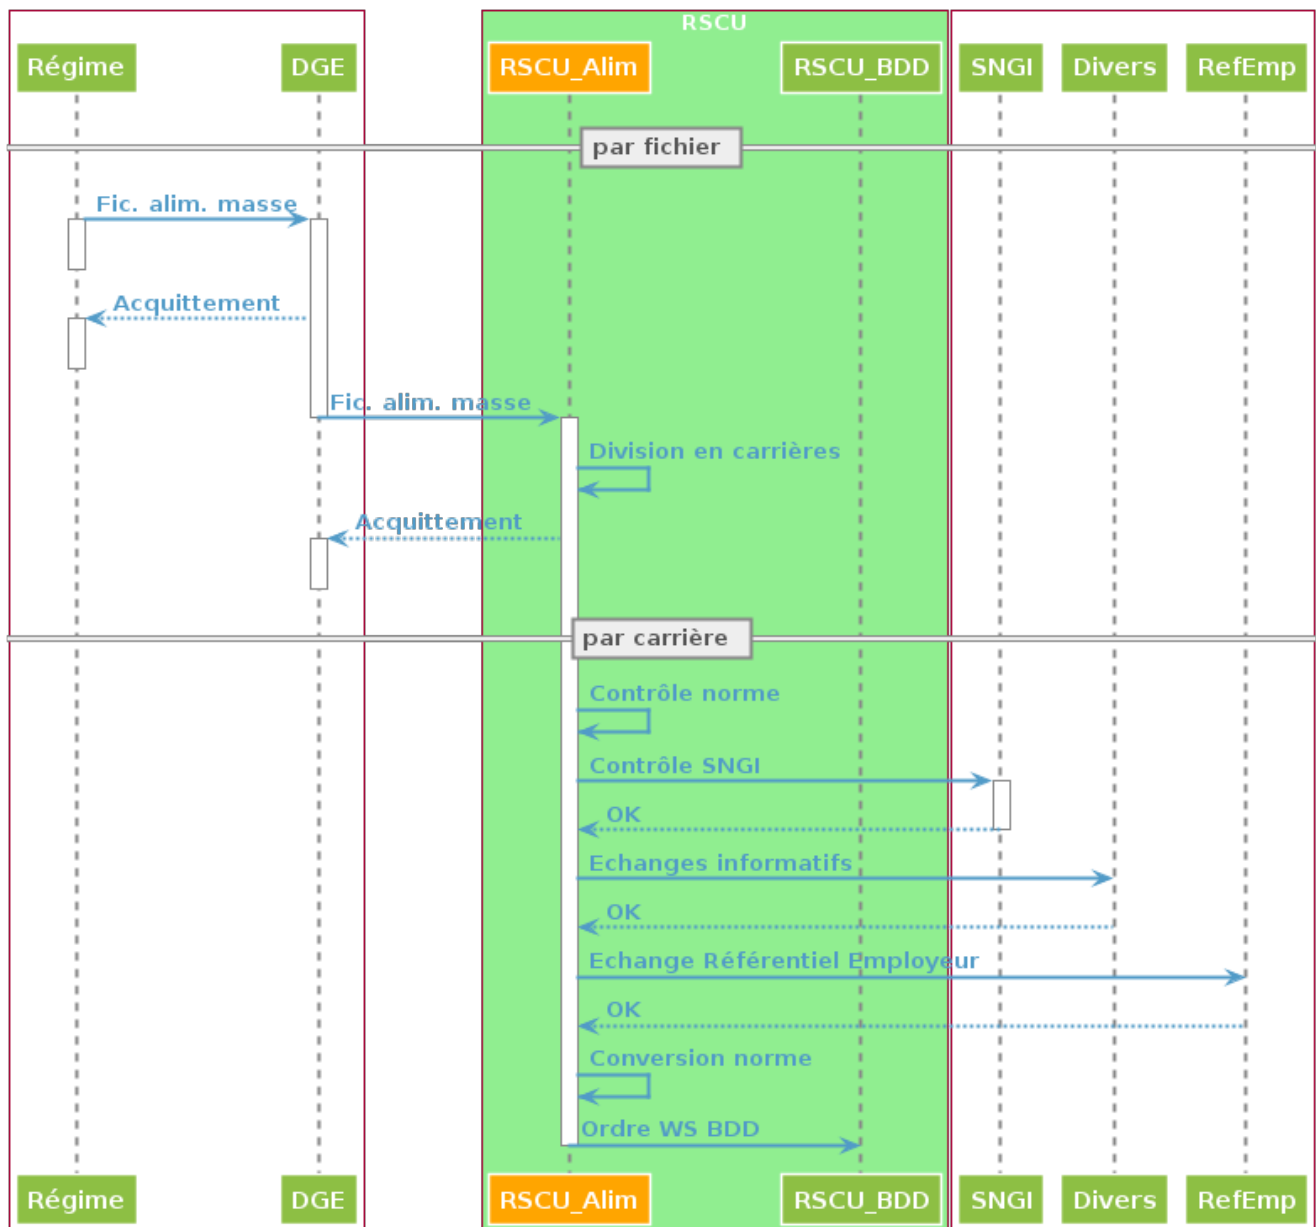 RSCU
Régime DGE RSCU_Alim RSCU_BDD SNGI Divers RefEmp
par fichier
Fic. alim. masse
Acquittement
Fic. alim. masse
Division en carrières
Acquittement
par carrière
Contrôle norme
Contrôle SNGI
OK
Echanges informatifs
OK
Echange Référentiel Employeur
OK
Conversion norme
Ordre WS BDD
Régime DGE RSCU_Alim RSCU_BDD SNGI Divers RefEmp